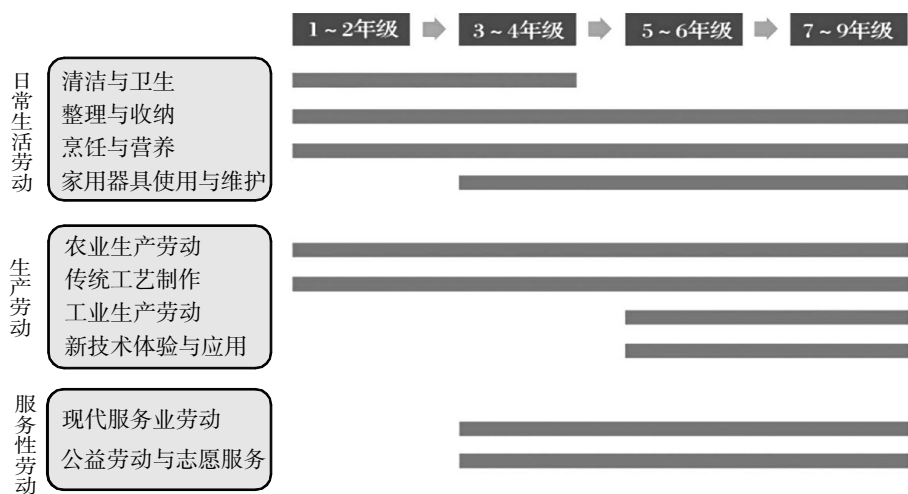 1～2年级
3～4年级
5～6年级
7～9年级
日常生活劳动
清洁与卫生
整理与收纳
烹饪与营养
家用器具使用与维护
生产劳动
农业生产劳动
传统工艺制作
工业生产劳动
新技术体验与应用
服务性劳动
现代服务业劳动
公益劳动与志愿服务